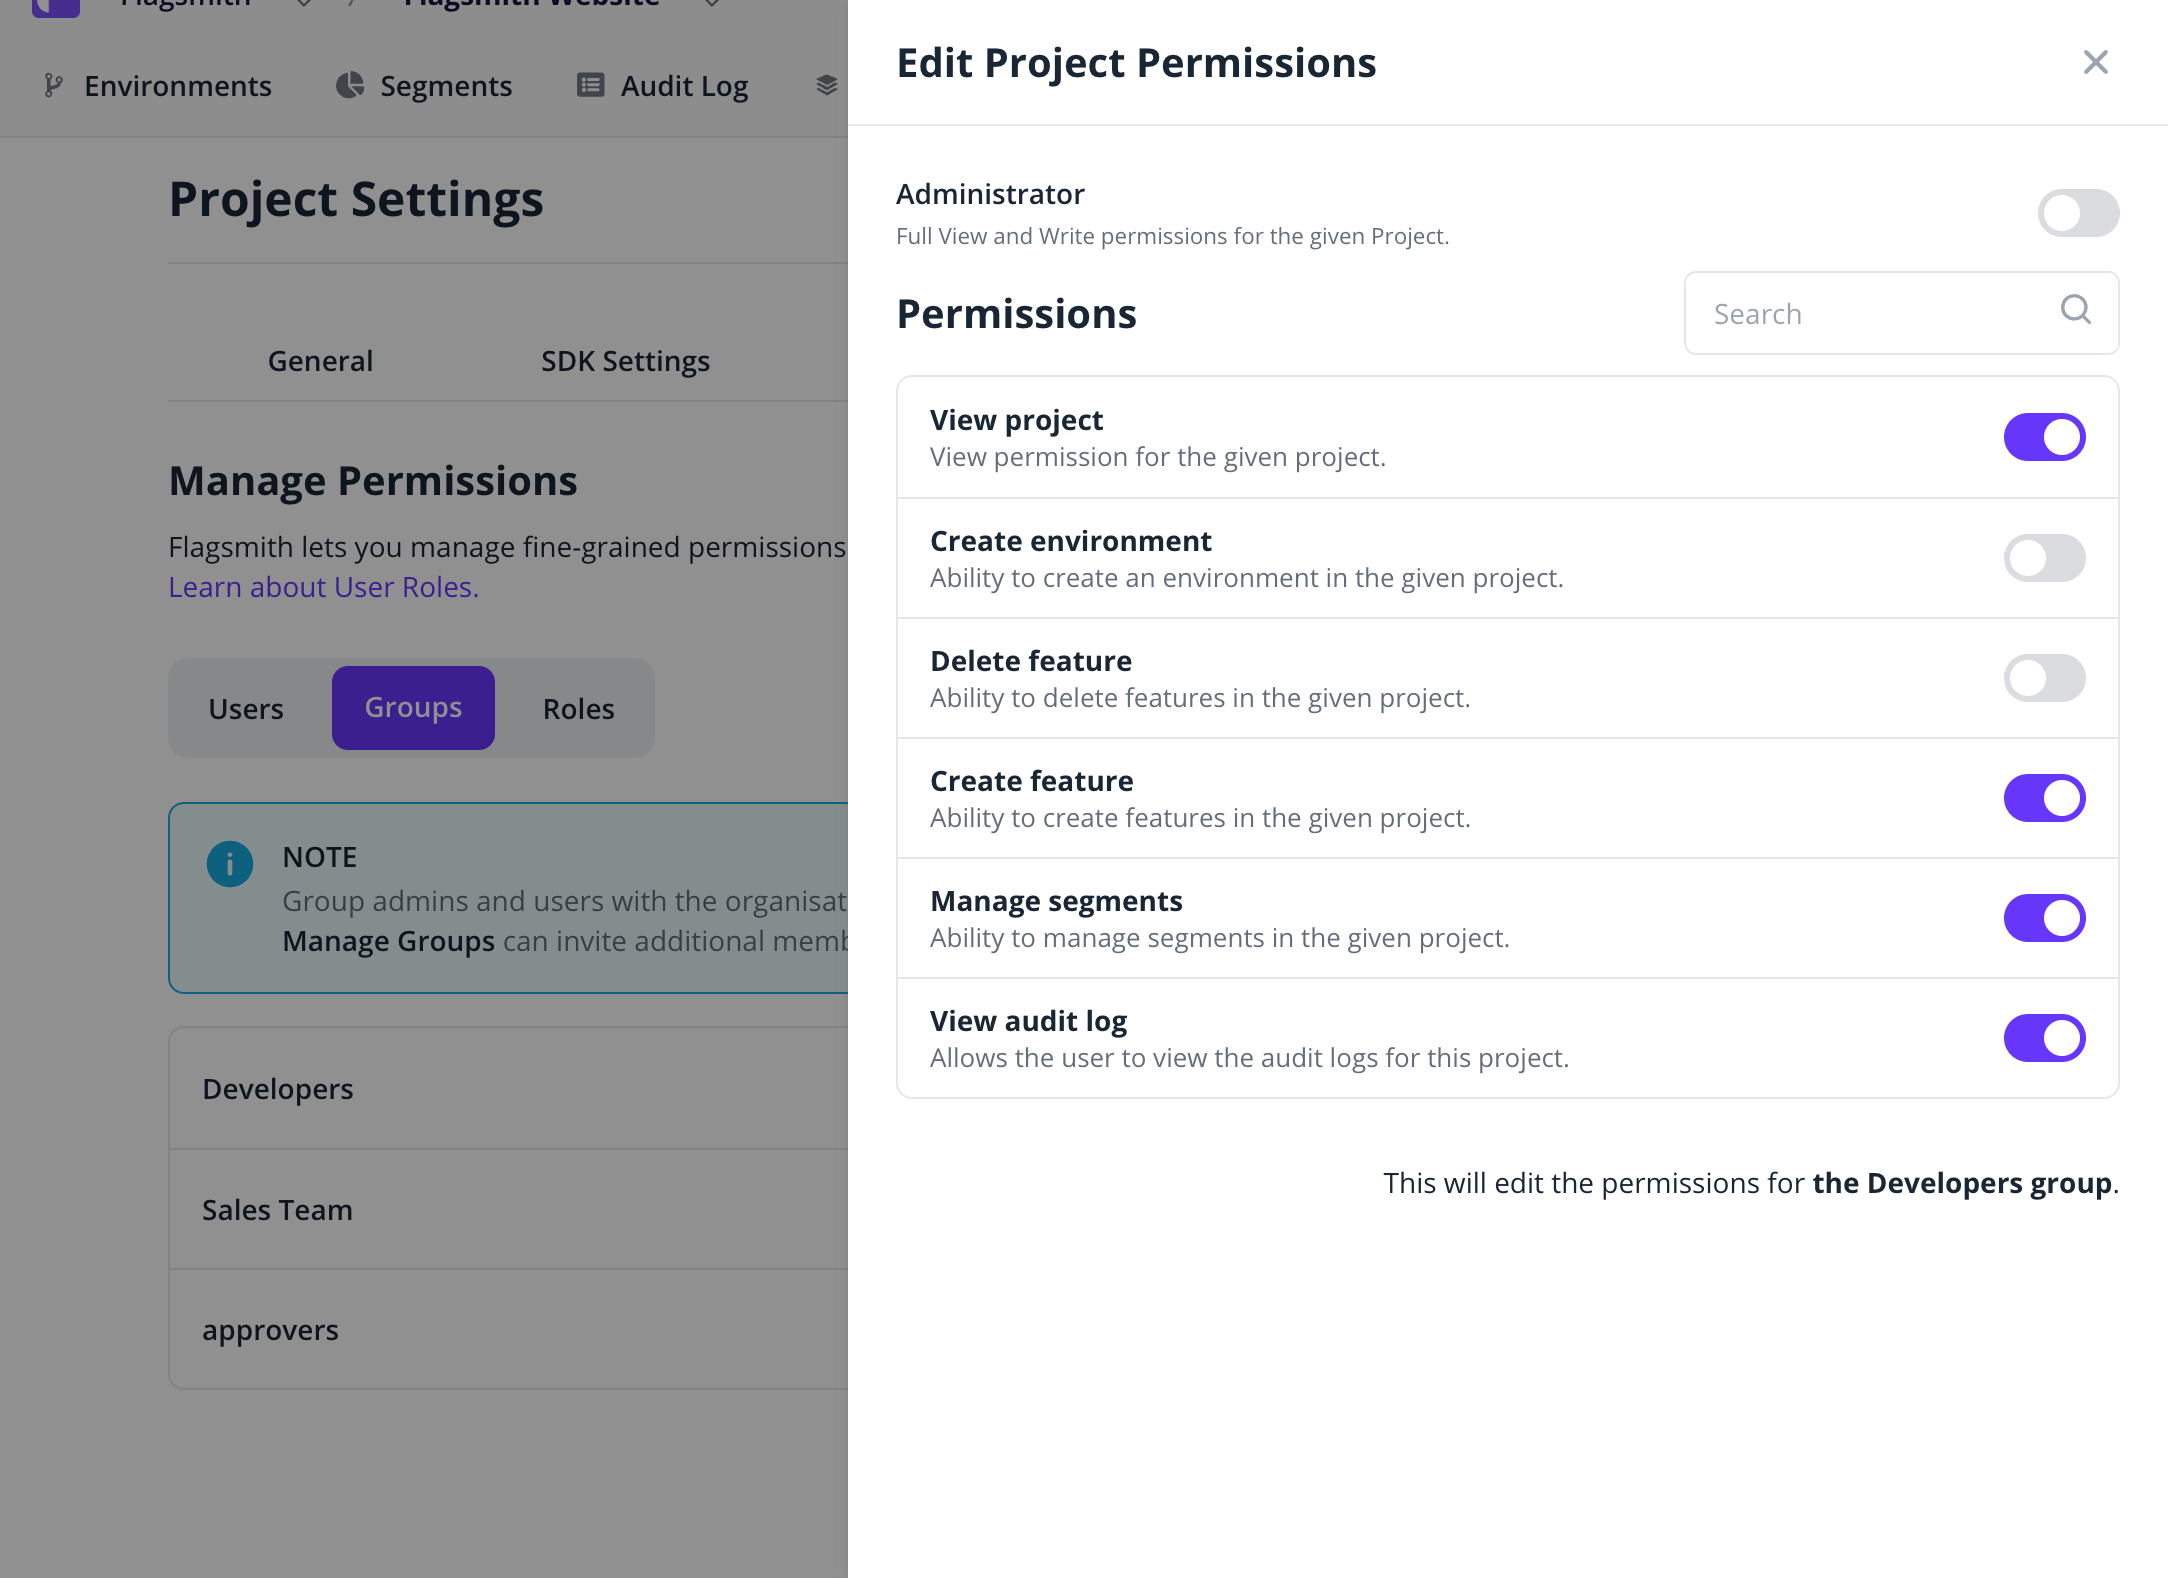 Flagsmith / Flagsmith Website
Environments Segments Audit Log
Project Settings
General SDK Settings
Manage Permissions
Flagsmith lets you manage fine-grained permissions
Learn about User Roles.
Users Groups Roles
NOTE
Group admins and users with the organisat
Manage Groups can invite additional memb
Developers
Sales Team
approvers
Edit Project Permissions
Administrator
Full View and Write permissions for the given Project.
Permissions
Search
View project
View permission for the given project.
Create environment
Ability to create an environment in the given project.
Delete feature
Ability to delete features in the given project.
Create feature
Ability to create features in the given project.
Manage segments
Ability to manage segments in the given project.
View audit log
Allows the user to view the audit logs for this project.
This will edit the permissions for the Developers group.